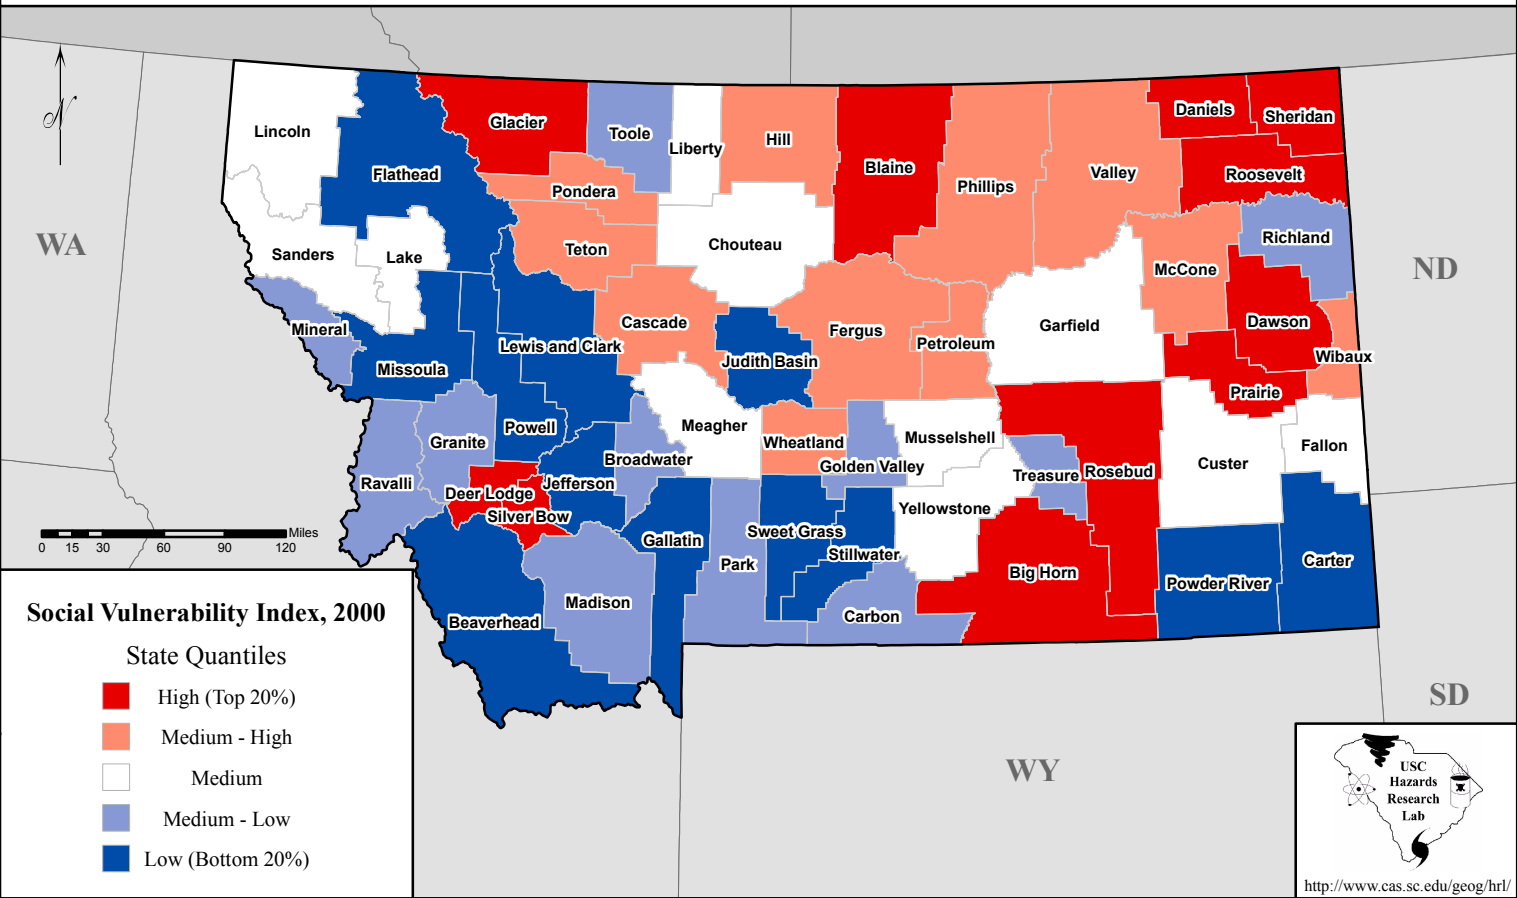 N
WA
ND
SD
WY
Lincoln
Flathead
Glacier
Toole
Liberty
Hill
Blaine
Phillips
Valley
Daniels
Sheridan
Roosevelt
Pondera
Teton
Chouteau
Sanders
Lake
Richland
McCone
Mineral
Missoula
Lewis and Clark
Cascade
Judith Basin
Fergus
Petroleum
Garfield
Dawson
Wibaux
Prairie
Powell
Granite
Ravalli
Meagher
Broadwater
Wheatland
Golden Valley
Musselshell
Treasure
Rosebud
Custer
Fallon
Deer Lodge
Silver Bow
Jefferson
Gallatin
Park
Sweet Grass
Stillwater
Yellowstone
Big Horn
Powder River
Carter
Beaverhead
Madison
Carbon
Miles
0 15 30 60 90 120
Social Vulnerability Index, 2000
State Quantiles
High (Top 20%)
Medium - High
Medium
Medium - Low
Low (Bottom 20%)
USC
Hazards
Research
Lab
http://www.cas.sc.edu/geog/hrl/